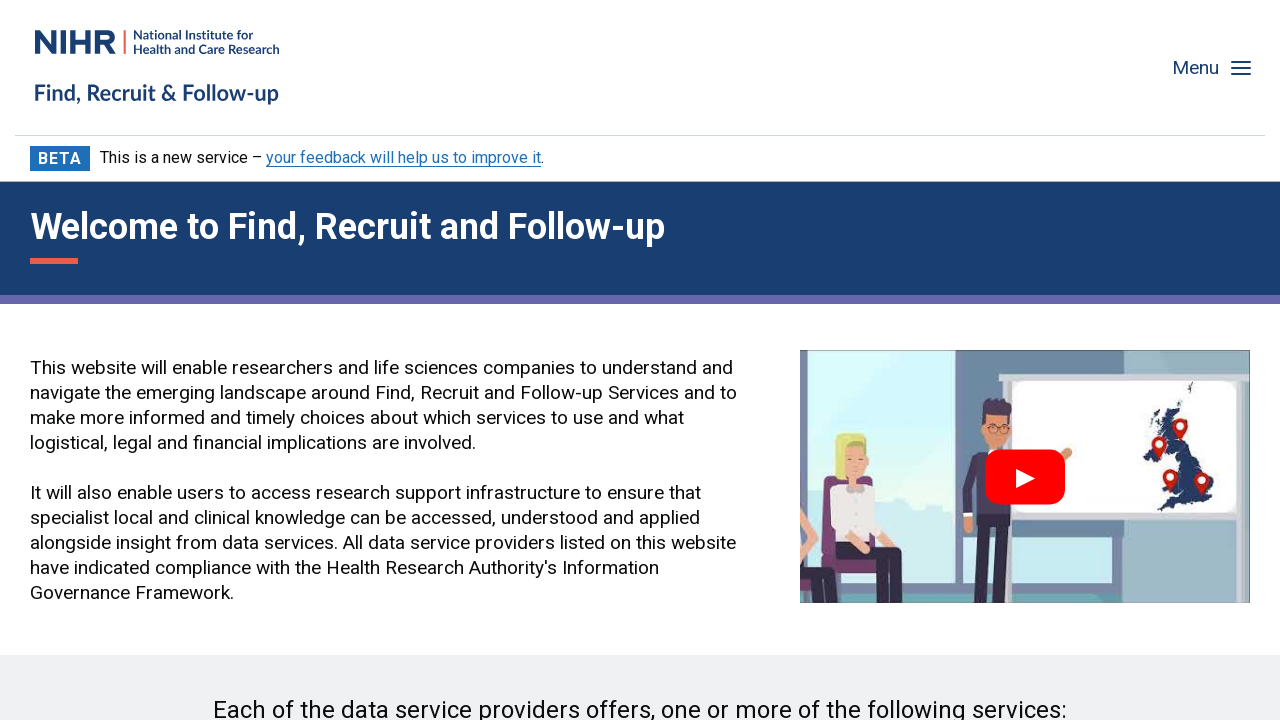 NIHR | National Institute for
Health and Care Research
Find, Recruit & Follow-up
Menu
BETA This is a new service – your feedback will help us to improve it.
Welcome to Find, Recruit and Follow-up
This website will enable researchers and life sciences companies to understand and
navigate the emerging landscape around Find, Recruit and Follow-up Services and to
make more informed and timely choices about which services to use and what
logistical, legal and financial implications are involved.
It will also enable users to access research support infrastructure to ensure that
specialist local and clinical knowledge can be accessed, understood and applied
alongside insight from data services. All data service providers listed on this website
have indicated compliance with the Health Research Authority's Information
Governance Framework.
Each of the data service providers offers, one or more of the following services: